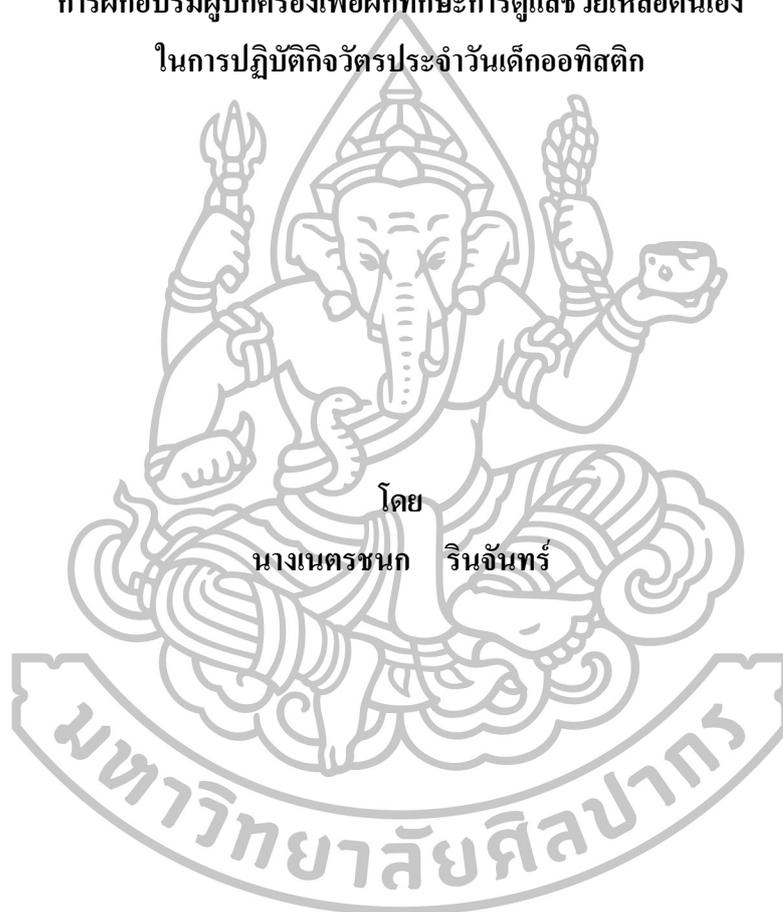 การฝึกอบรมผู้ปกครองเพื่อฝึกทักษะการดูแลช่วยเหลือตนเอง
ในการปฏิบัติกิจวัตรประจำวันเด็กออทิสติก
โดย
นางเนตรชนก รินจันทร์
มหาวิทยาลัยศิลปากร